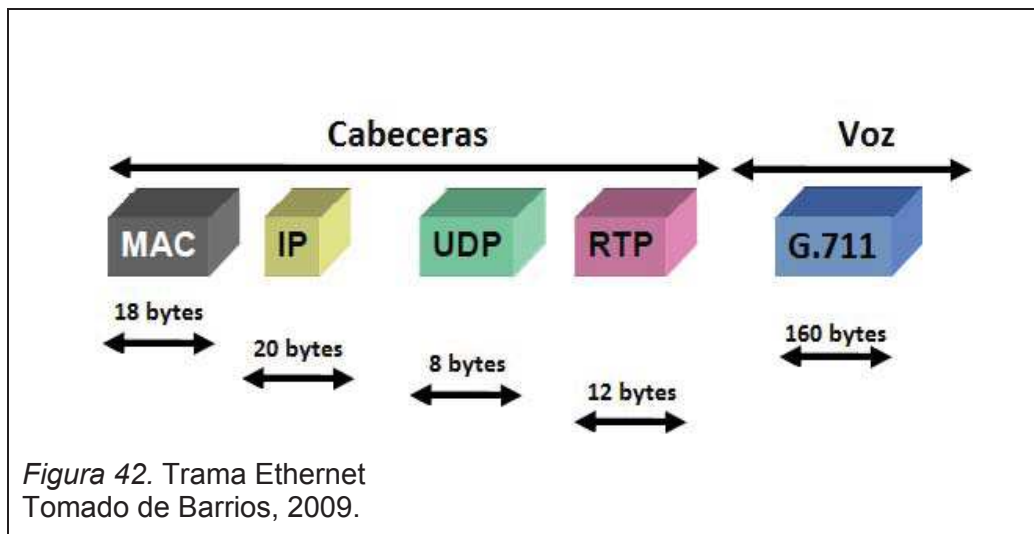 Cabeceras
Voz
MAC
IP
UDP
RTP
G.711
18 bytes
20 bytes
8 bytes
12 bytes
160 bytes
Figura 42. Trama Ethernet
Tomado de Barrios, 2009.